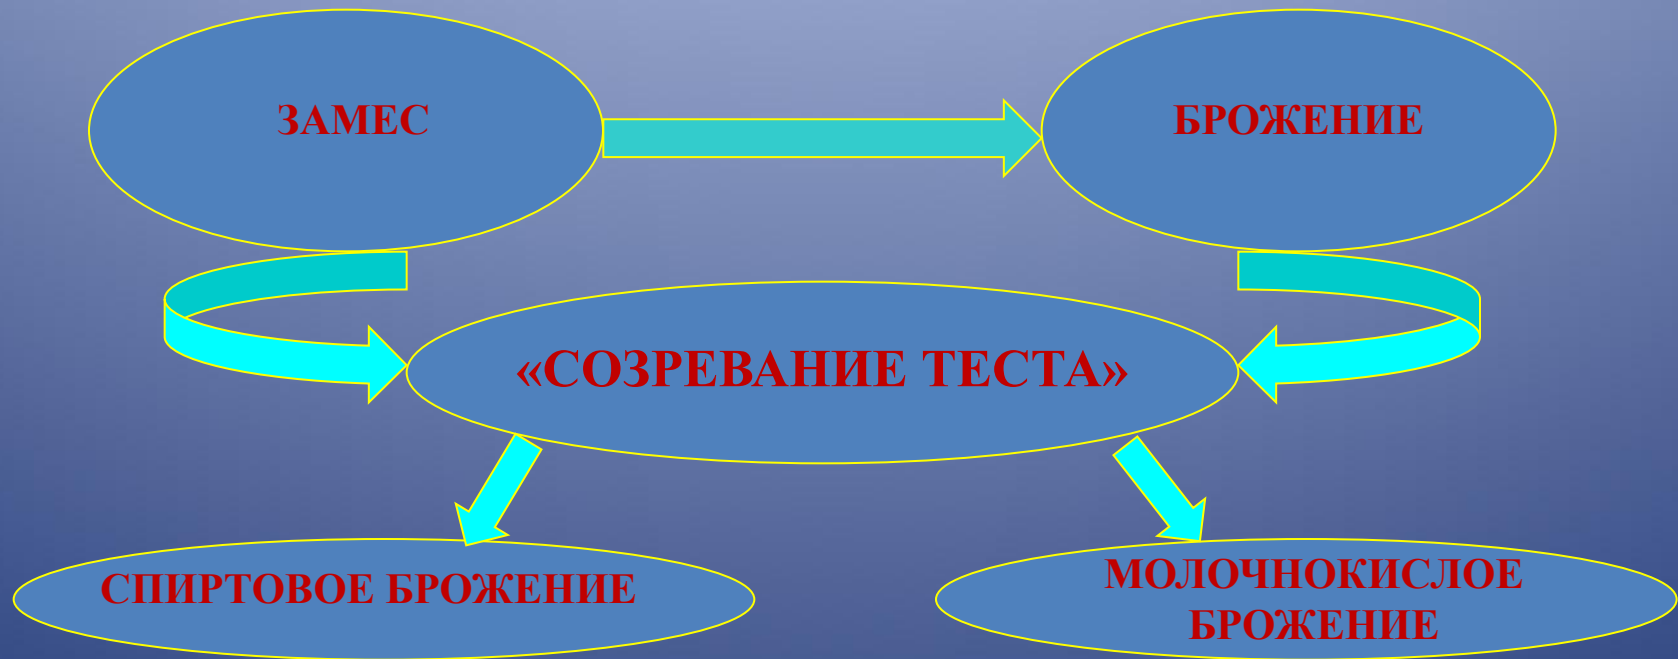 ЗАМЕС
БРОЖЕНИЕ
«СОЗРЕВАНИЕ ТЕСТА»
СПИРТОВОЕ БРОЖЕНИЕ
МОЛОЧНОКИСЛОЕ
БРОЖЕНИЕ